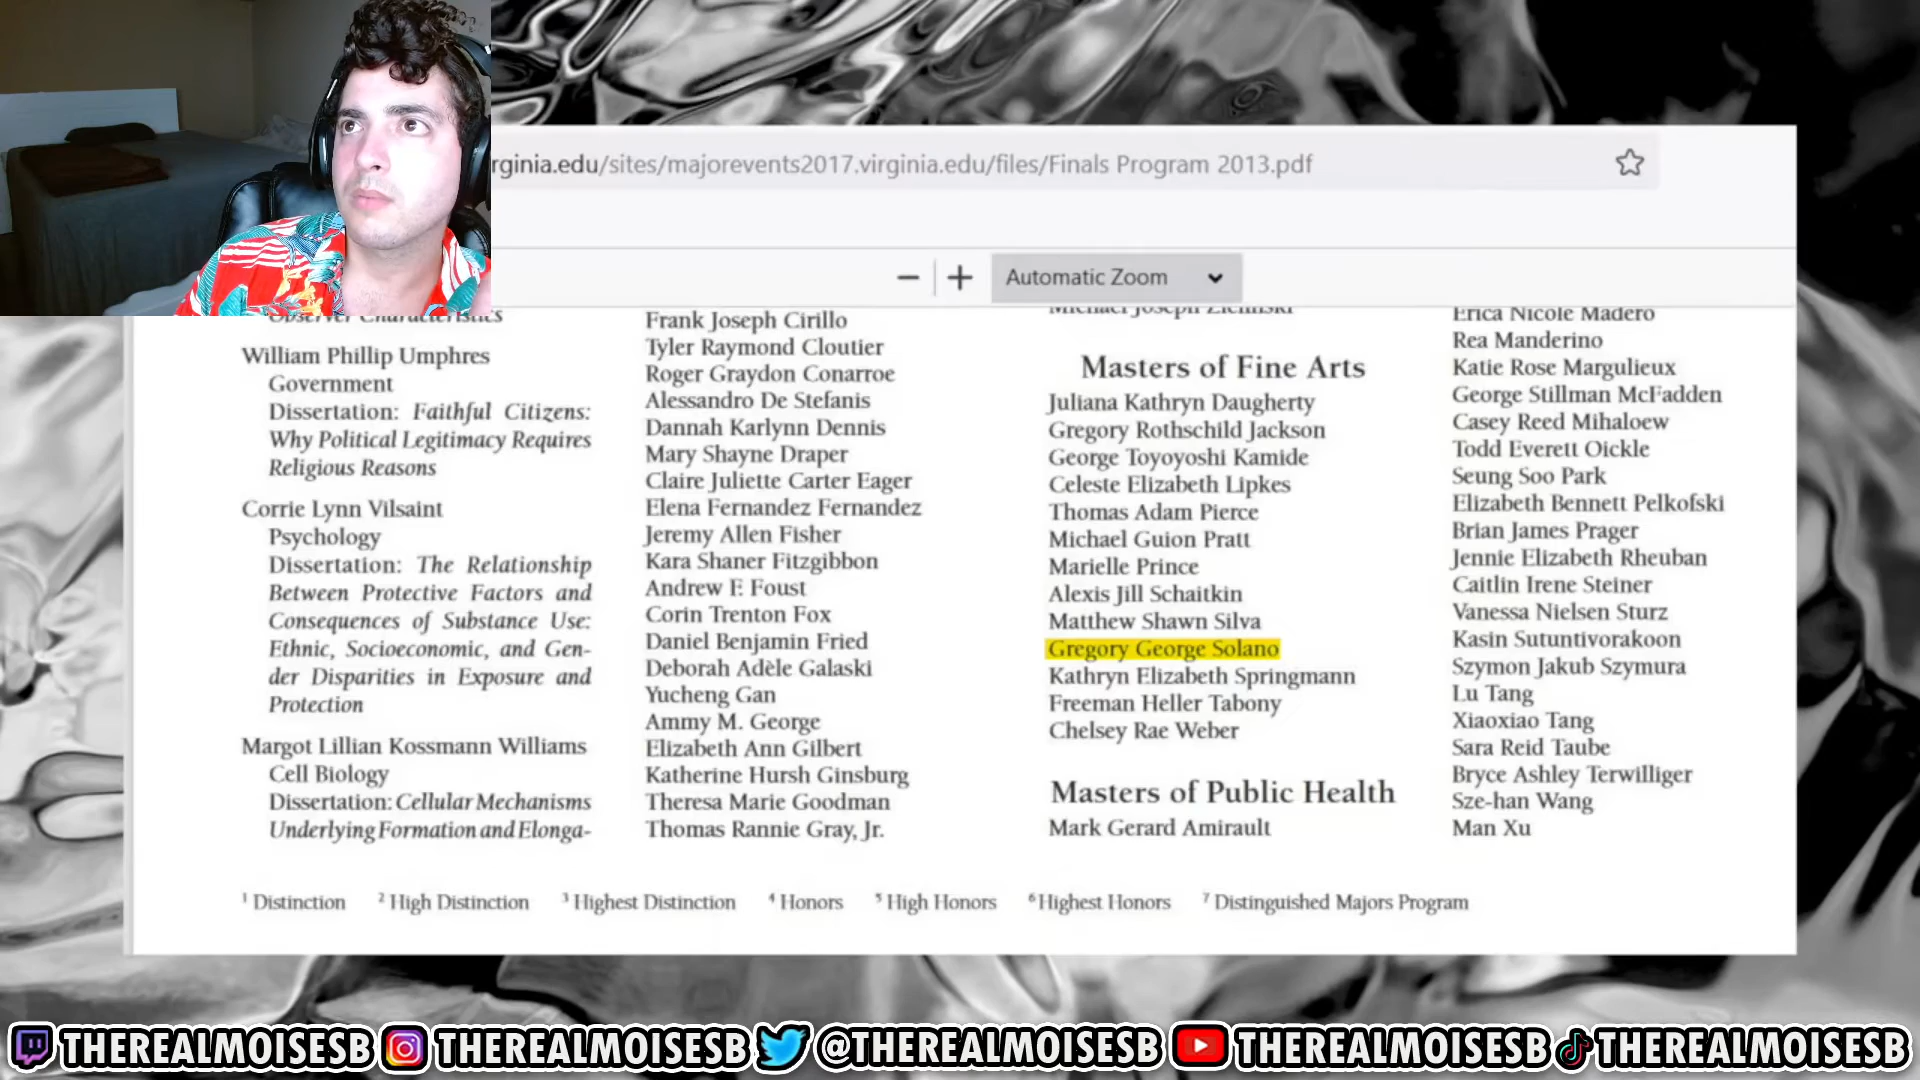 rginia.edu/sites/majorevents2017.virginia.edu/files/Finals Program 2013.pdf
Automatic Zoom
Observer Characteristics
William Phillip Umphres
Government
Dissertation: Faithful Citizens:
Why Political Legitimacy Requires
Religious Reasons
Corrie Lynn Vilsaint
Psychology
Dissertation: The Relationship
Between Protective Factors and
Consequences of Substance Use:
Ethnic, Socioeconomic, and Gen-
der Disparities in Exposure and
Protection
Margot Lillian Kossmann Williams
Cell Biology
Dissertation: Cellular Mechanisms
Underlying Formation and Elonga-
Frank Joseph Cirillo
Tyler Raymond Cloutier
Roger Graydon Conarroe
Alessandro De Stefanis
Dannah Karlynn Dennis
Mary Shayne Draper
Claire Juliette Carter Eager
Elena Fernandez Fernandez
Jeremy Allen Fisher
Kara Shaner Fitzgibbon
Andrew F. Foust
Corin Trenton Fox
Daniel Benjamin Fried
Deborah Adèle Galaski
Yucheng Gan
Ammy M. George
Elizabeth Ann Gilbert
Katherine Hursh Ginsburg
Theresa Marie Goodman
Thomas Rannie Gray, Jr.
Michael Joseph Zielinski
Masters of Fine Arts
Juliana Kathryn Daugherty
Gregory Rothschild Jackson
George Toyoyoshi Kamide
Celeste Elizabeth Lipkes
Thomas Adam Pierce
Michael Guion Pratt
Marielle Prince
Alexis Jill Schaitkin
Matthew Shawn Silva
Gregory George Solano
Kathryn Elizabeth Springmann
Freeman Heller Tabony
Chelsey Rae Weber
Masters of Public Health
Mark Gerard Amirault
Erica Nicole Madero
Rea Manderino
Katie Rose Margulieux
George Stillman McFadden
Casey Reed Mihaloew
Todd Everett Oickle
Seung Soo Park
Elizabeth Bennett Pelkofski
Brian James Prager
Jennie Elizabeth Rheuban
Caitlin Irene Steiner
Vanessa Nielsen Sturz
Kasin Sutuntivorakoon
Szymon Jakub Szymura
Lu Tang
Xiaoxiao Tang
Sara Reid Taube
Bryce Ashley Terwilliger
Sze-han Wang
Man Xu
1 Distinction 2 High Distinction 3 Highest Distinction 4 Honors 5 High Honors 6 Highest Honors 7 Distinguished Majors Program
THEREALMOISESB THEREALMOISESB @THEREALMOISESB THEREALMOISESB THEREALMOISESB